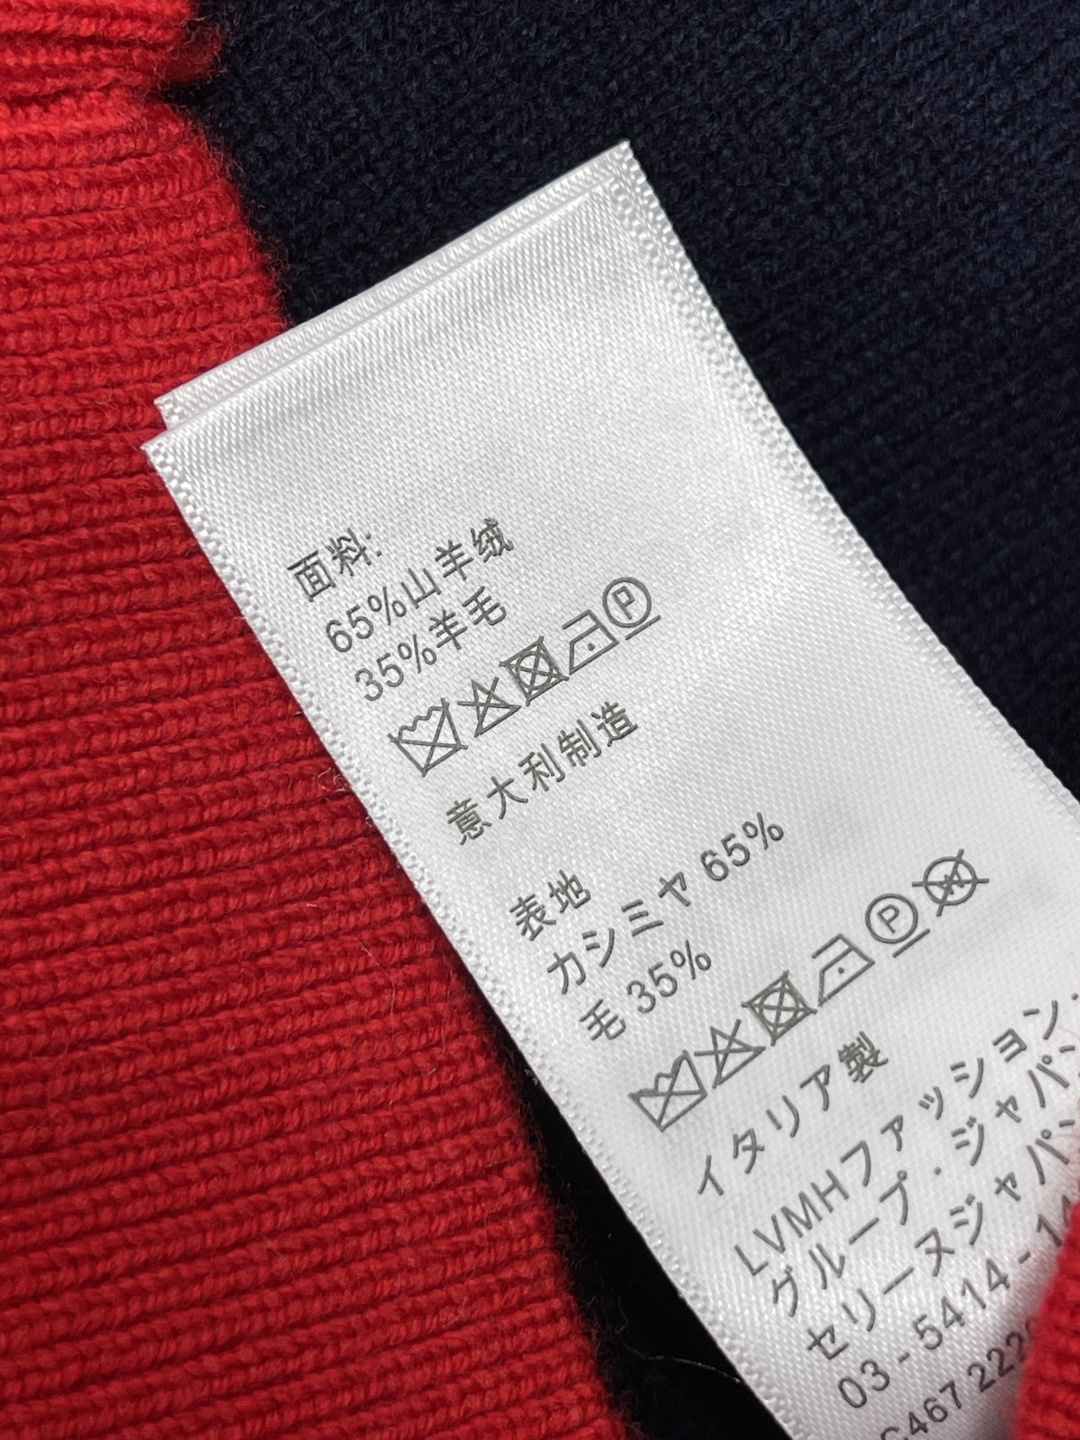 面料:
65%山羊绒
35%羊毛
意大利制造
表地
カシミヤ 65%
毛 35%
イタリア製
LVMHファッション・
グループ・ジャパン
セリーヌジャパン
03 - 5414 - 14